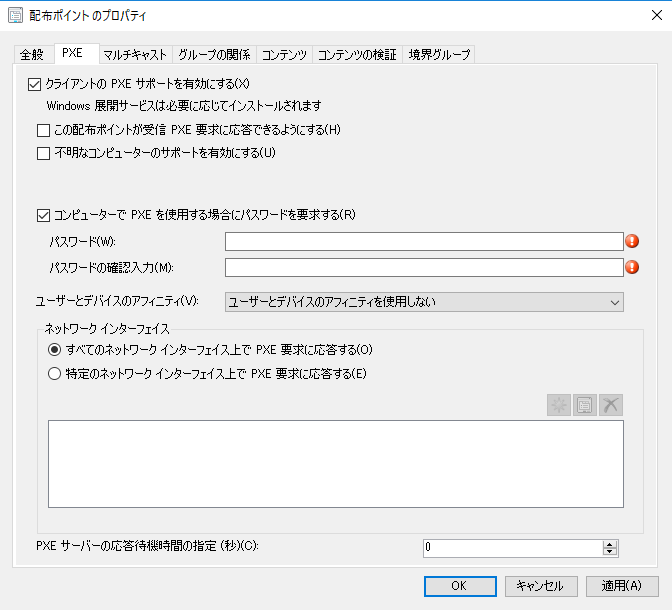 配布ポイント のプロパティ
全般 PXE マルチキャスト グループの関係 コンテンツ コンテンツの検証 境界グループ
クライアントの PXE サポートを有効にする(X)
Windows 展開サービスは必要に応じてインストールされます
この配布ポイントが受信 PXE 要求に応答できるようにする(H)
不明なコンピューターのサポートを有効にする(U)
コンピューターで PXE を使用する場合にパスワードを要求する(R)
パスワード(W):
パスワードの確認入力(M):
ユーザーとデバイスのアフィニティ(V): ユーザーとデバイスのアフィニティを使用しない
ネットワーク インターフェイス
すべてのネットワーク インターフェイス上で PXE 要求に応答する(O)
特定のネットワーク インターフェイス上で PXE 要求に応答する(E)
PXE サーバーの応答待機時間の指定 (秒)(C): 0
OK キャンセル 適用(A)